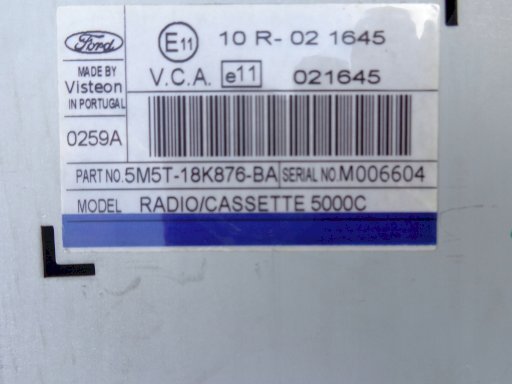 Ford
E11 10 R- 02 1645
MADE BY
Visteon
IN PORTUGAL
V.C.A. e11 021645
0259A
PART NO. 5M5T-18K876-BA SERIAL NO. M006604
MODEL RADIO/CASSETTE 5000C